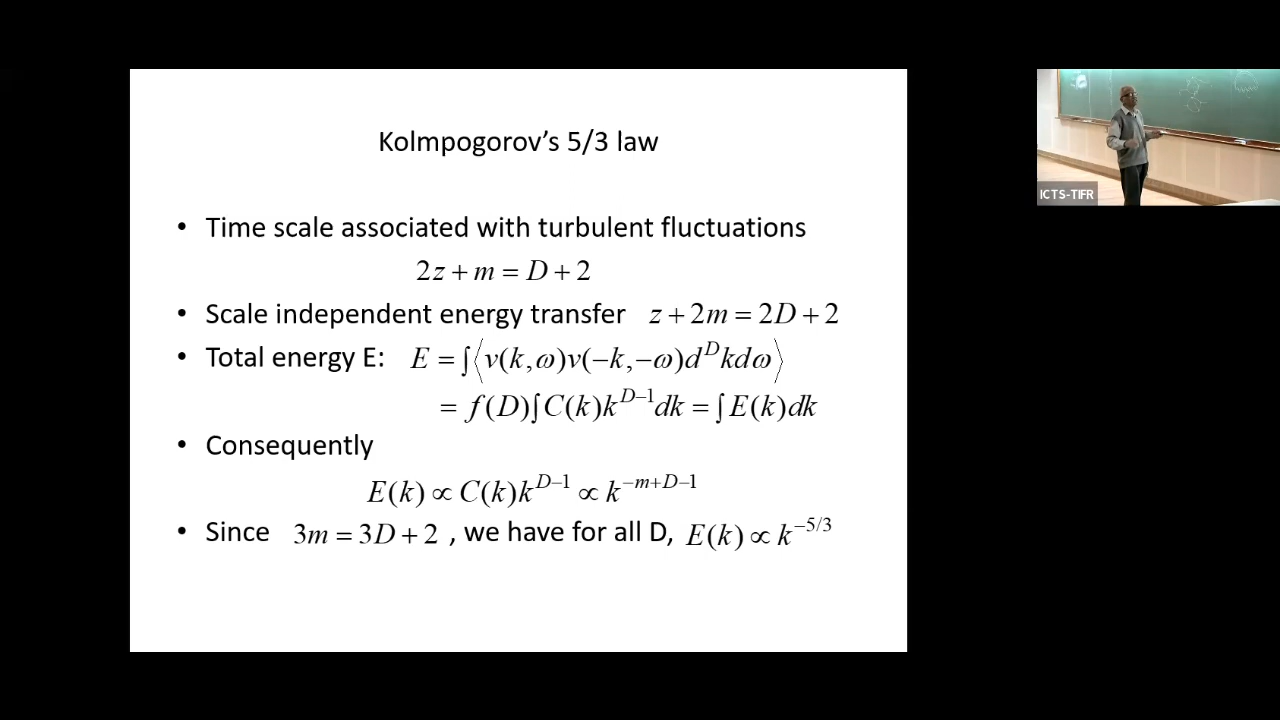 Kolmpogorov's 5/3 law
• Time scale associated with turbulent fluctuations
2z + m = D + 2
• Scale independent energy transfer z + 2m = 2D + 2
• Total energy E: E = ∫⟨v(k,ω)v(−k,−ω)d^D kdω⟩
= f(D)∫C(k)k^{D−1}dk = ∫E(k)dk
• Consequently
E(k) ∝ C(k)k^{D−1} ∝ k^{−m+D−1}
• Since 3m = 3D + 2 , we have for all D, E(k) ∝ k^{−5/3}
ICTS-TIFR